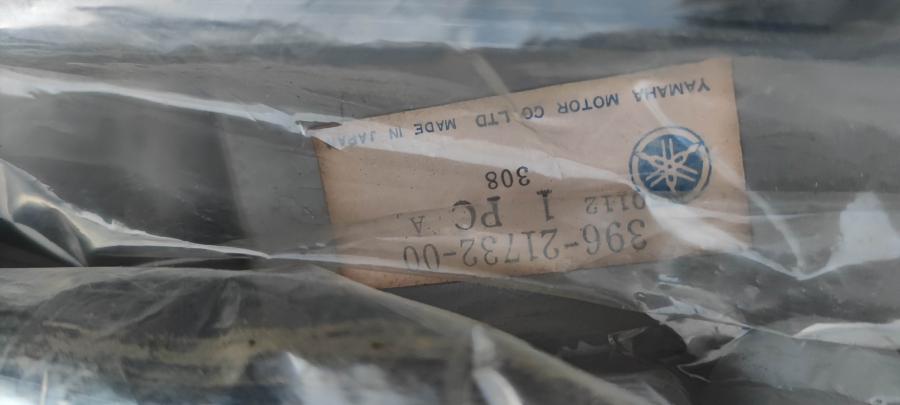 396-21732-00
0112 1 PC A
308
YAMAHA MOTOR CO LTD MADE IN JAPAN